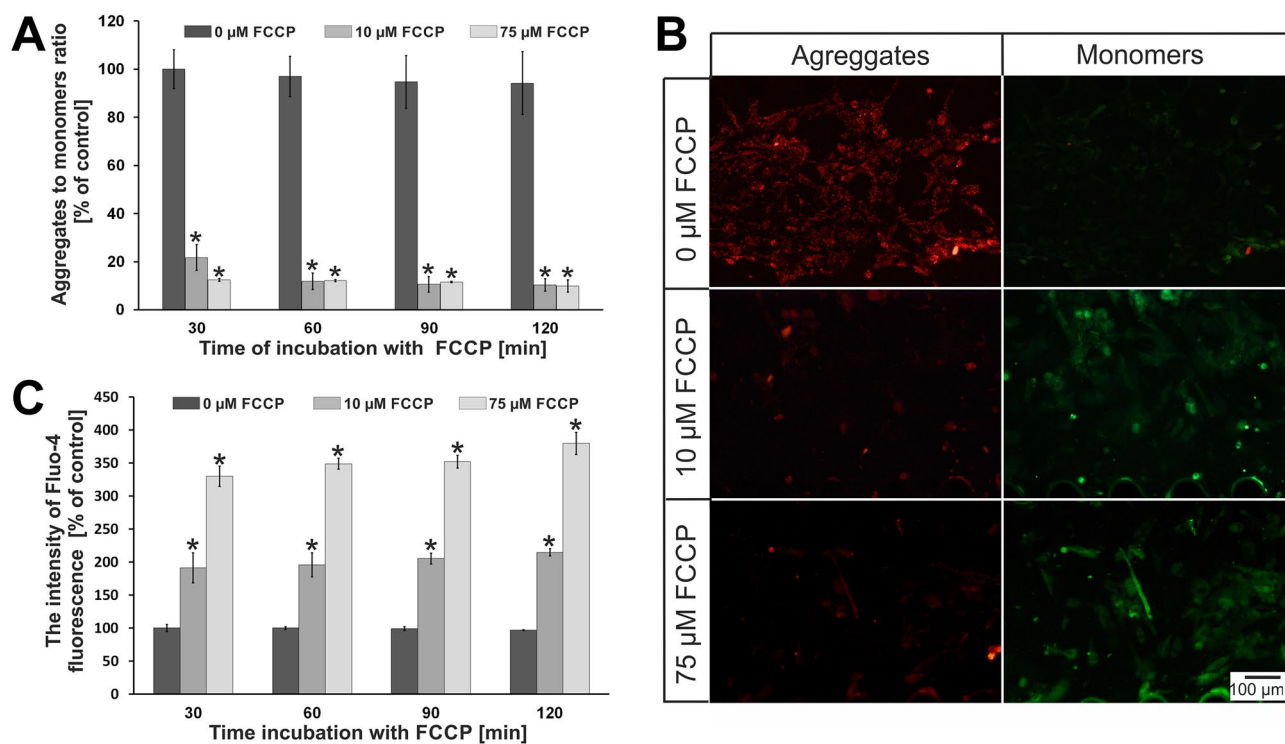 A
120
100
80
60
40
20
0
0 µM FCCP 10 µM FCCP 75 µM FCCP
Aggregates to monomers ratio
[% of control]
* * * * * * * *
30 60 90 120
Time of incubation with FCCP [min]
B
Agreggates Monomers
0 µM FCCP
10 µM FCCP
75 µM FCCP
100 µm
C
450
400
350
300
250
200
150
100
50
0
0 µM FCCP 10 µM FCCP 75 µM FCCP
The intensity of Fluo-4
fluorescence [% of control]
* * * * * * * *
30 60 90 120
Time incubation with FCCP [min]